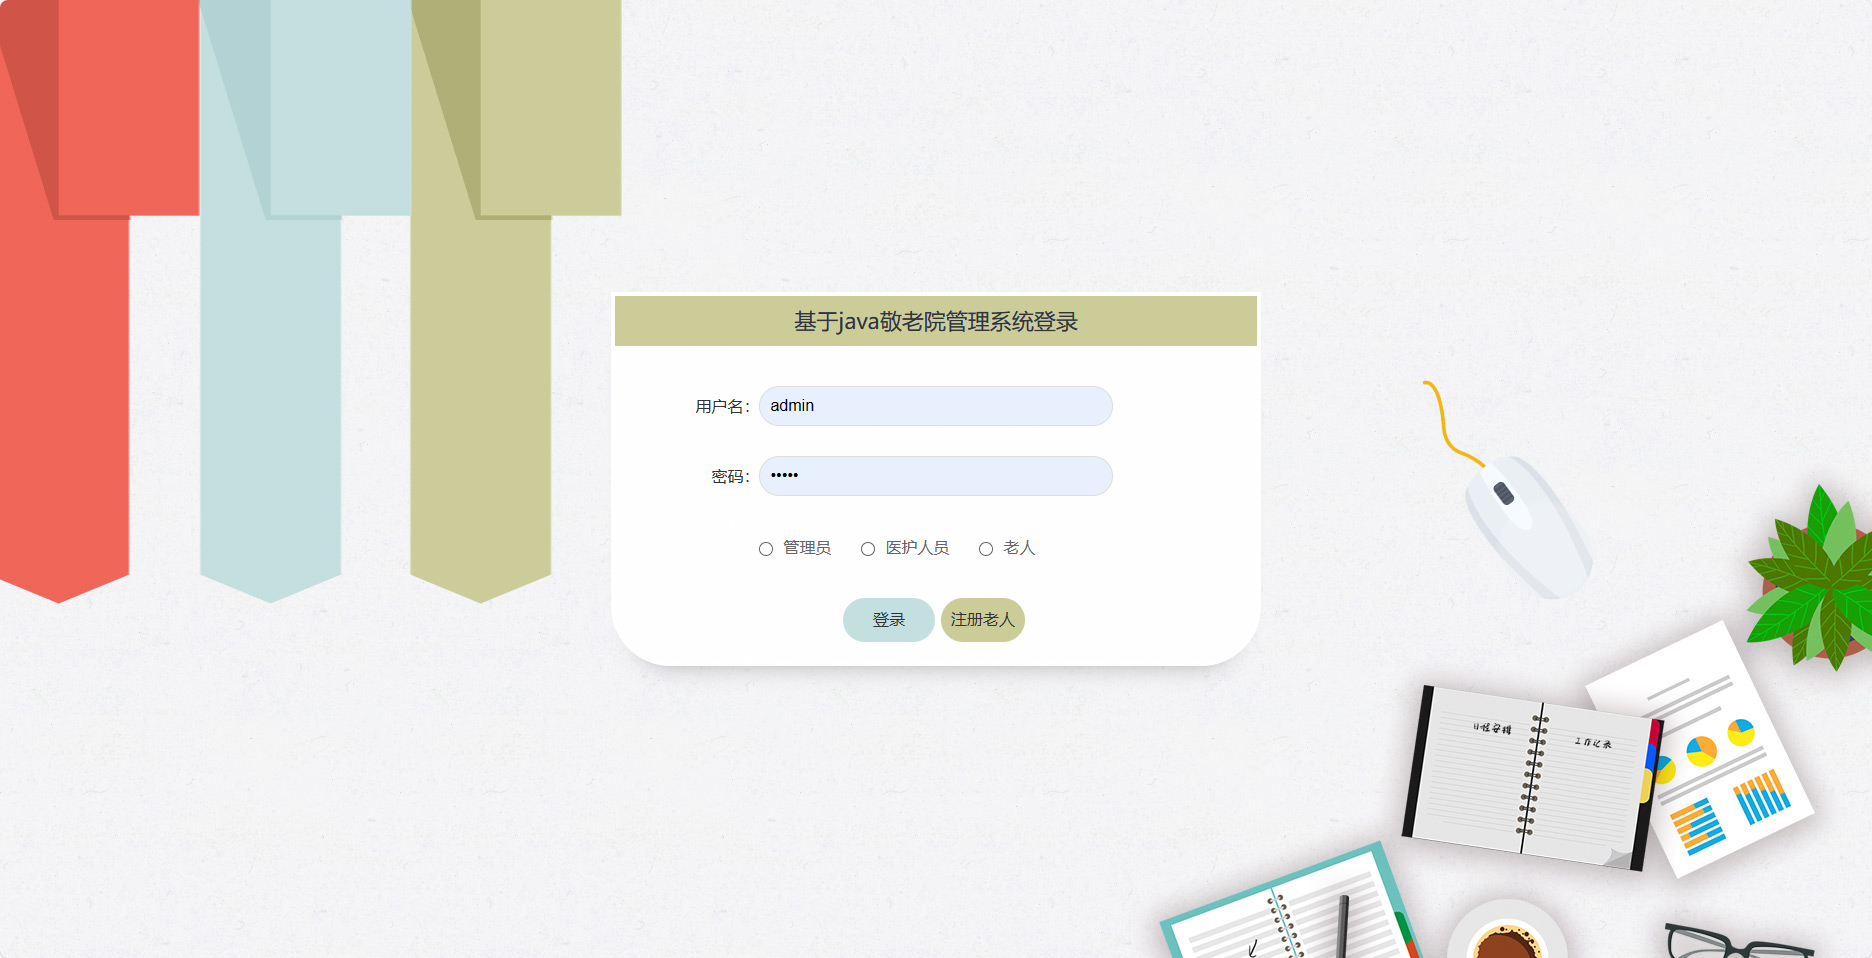 基于java敬老院管理系统登录
用户名：
admin
密码：
•••••
管理员
医护人员
老人
登录
注册老人
日程安排
工作记录